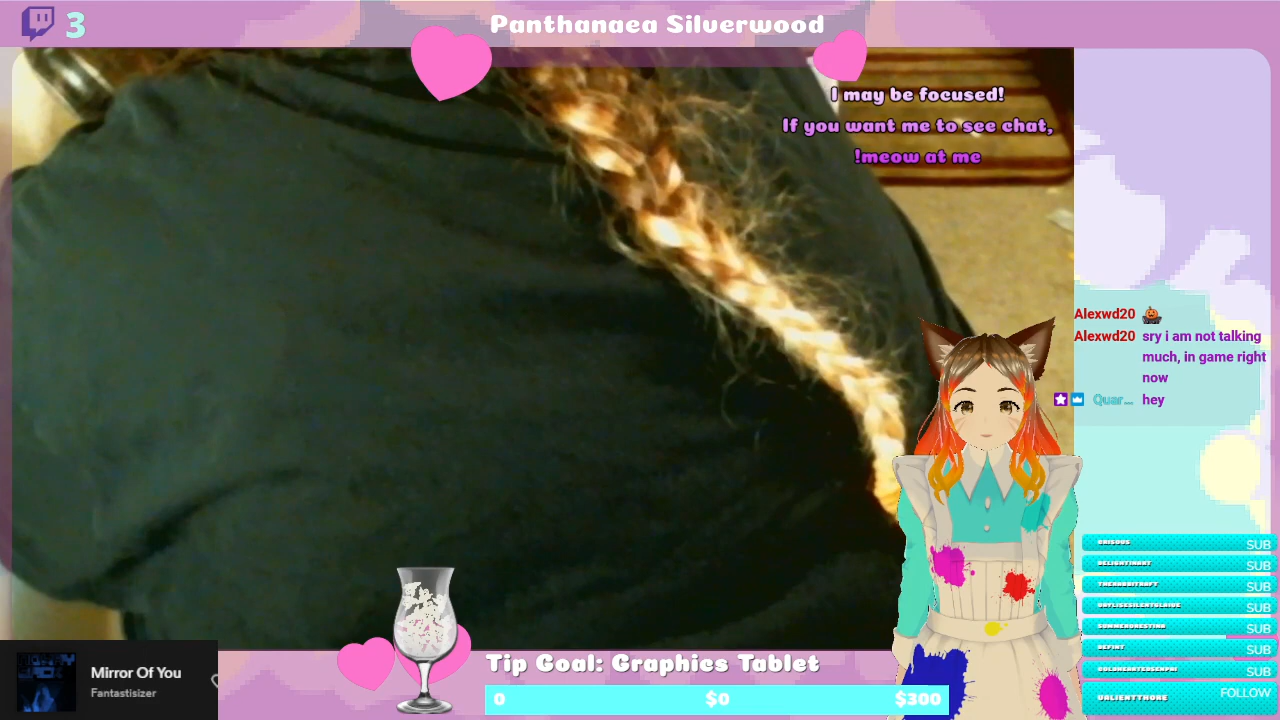 3
Panthanaea Silverwood
I may be focused!
If you want me to see chat,
!meow at me
Alexwd20
Alexwd20 sry i am not talking
much, in game right
now
Quar... hey
SUB
SUB
SUB
SUB
SUB
SUB
SUB
FOLLOW
Mirror Of You
Fantastisizer
Tip Goal: Graphics Tablet
0 $0 $300